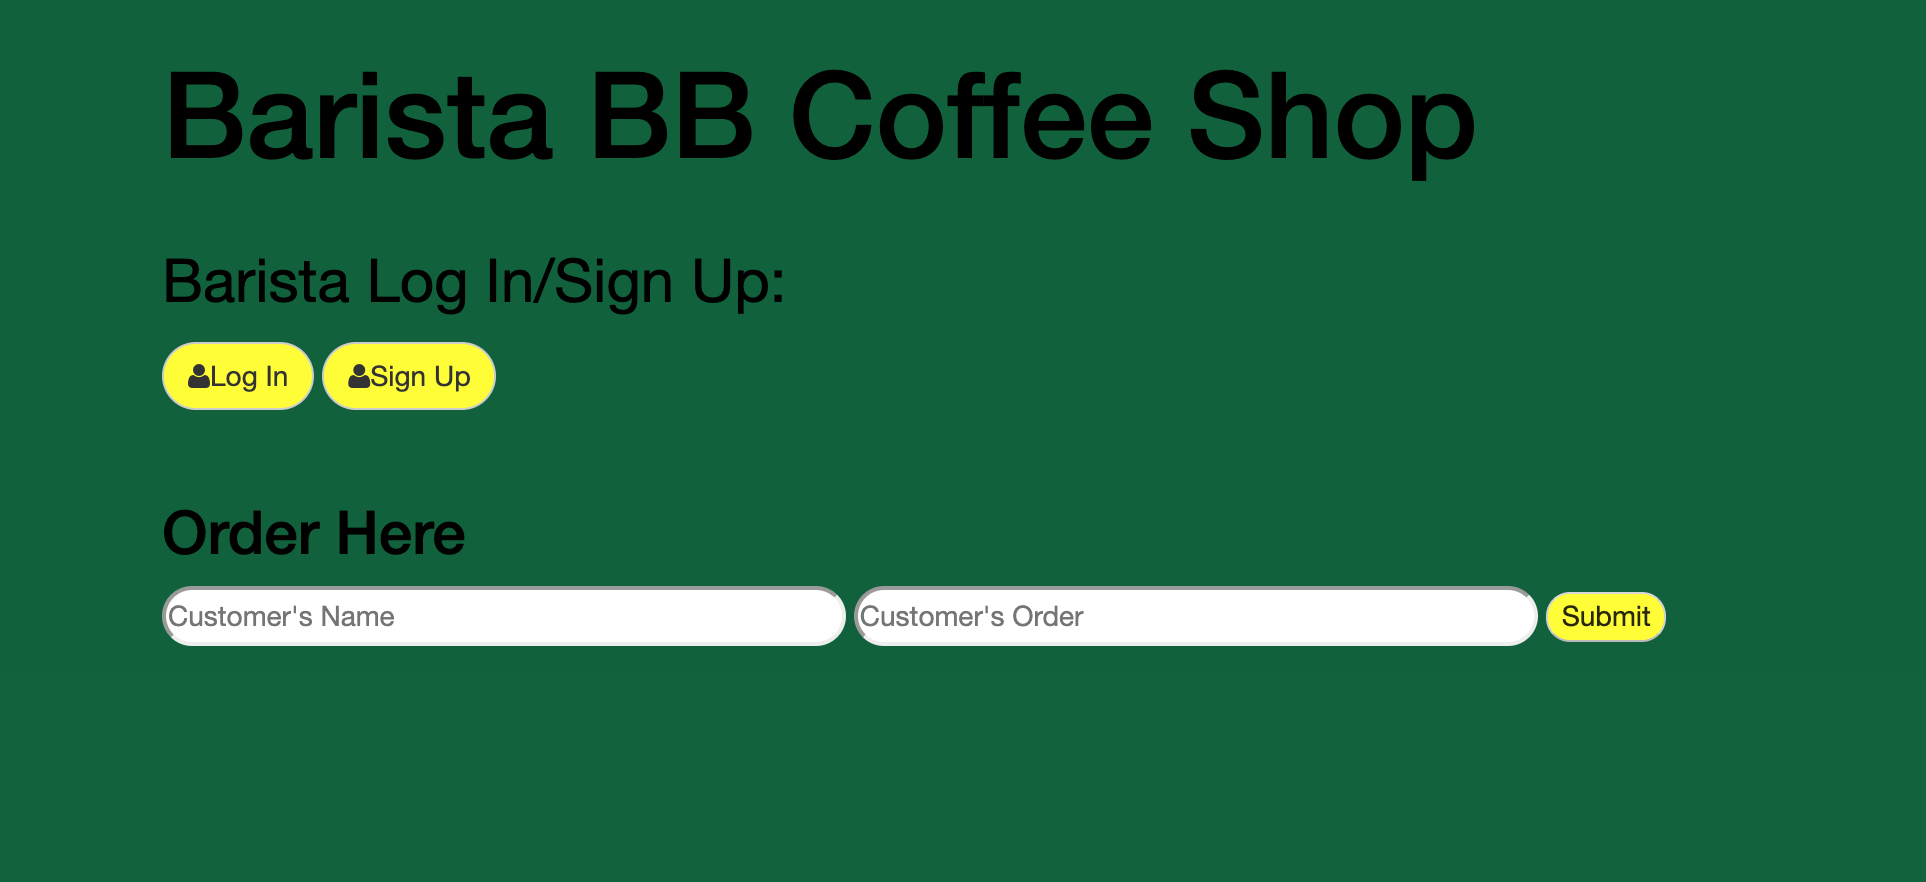 Barista BB Coffee Shop
Barista Log In/Sign Up:
Log In Sign Up
Order Here
Customer's Name Customer's Order Submit